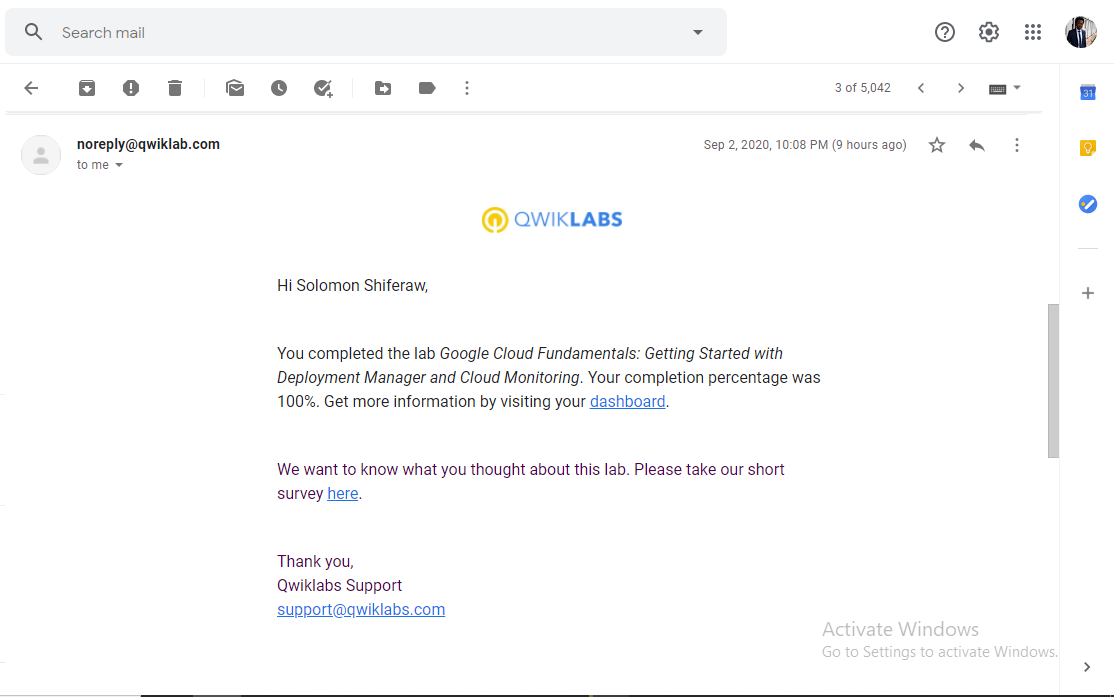 Search mail
3 of 5,042
31
noreply@qwiklab.com
Sep 2, 2020, 10:08 PM (9 hours ago)
to me
QWIKLABS
Hi Solomon Shiferaw,
You completed the lab Google Cloud Fundamentals: Getting Started with
Deployment Manager and Cloud Monitoring. Your completion percentage was
100%. Get more information by visiting your dashboard.
We want to know what you thought about this lab. Please take our short
survey here.
Thank you,
Qwiklabs Support
support@qwiklabs.com
Activate Windows
Go to Settings to activate Windows.